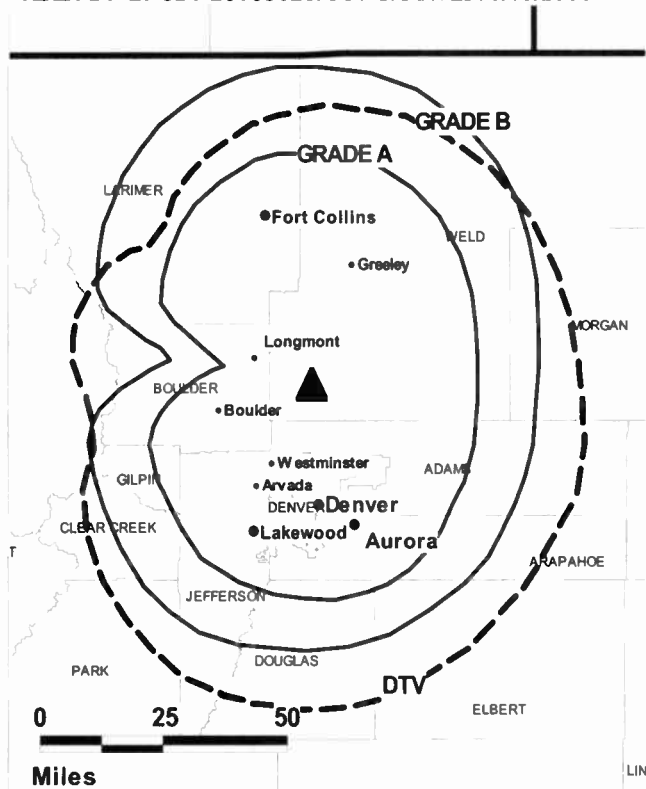 GRADE B
GRADE A
LARIMER
Fort Collins
WELD
Greeley
MORGAN
Longmont
BOULDER
Boulder
Westminster
ADAMS
GILPIN
Arvada
DENVER
Denver
CLEAR CREEK
Lakewood
Aurora
T
ARAPAHOE
JEFFERSON
DOUGLAS
PARK
DTV
ELBERT
0 25 50
Miles
LIN